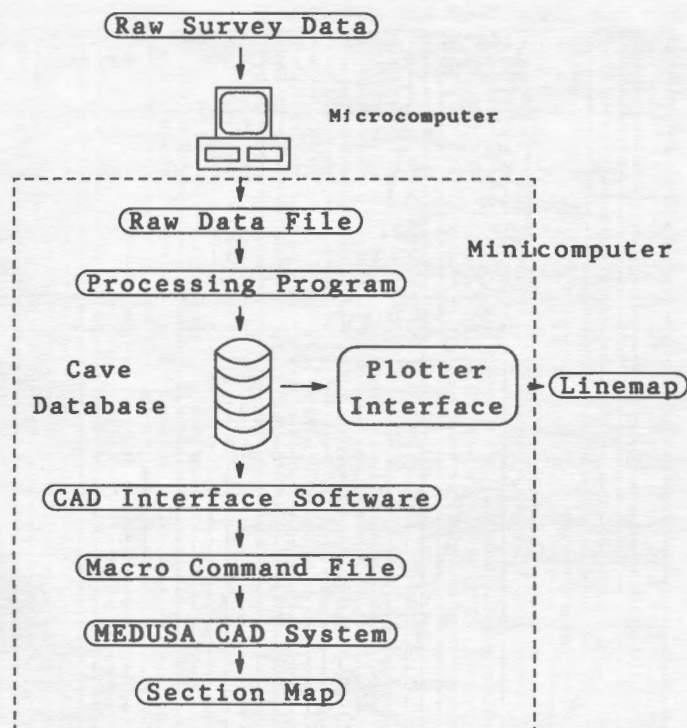 Raw Survey Data
Microcomputer
Raw Data File
Minicomputer
Processing Program
Cave
Database
Plotter
Interface
Linemap
CAD Interface Software
Macro Command File
MEDUSA CAD System
Section Map